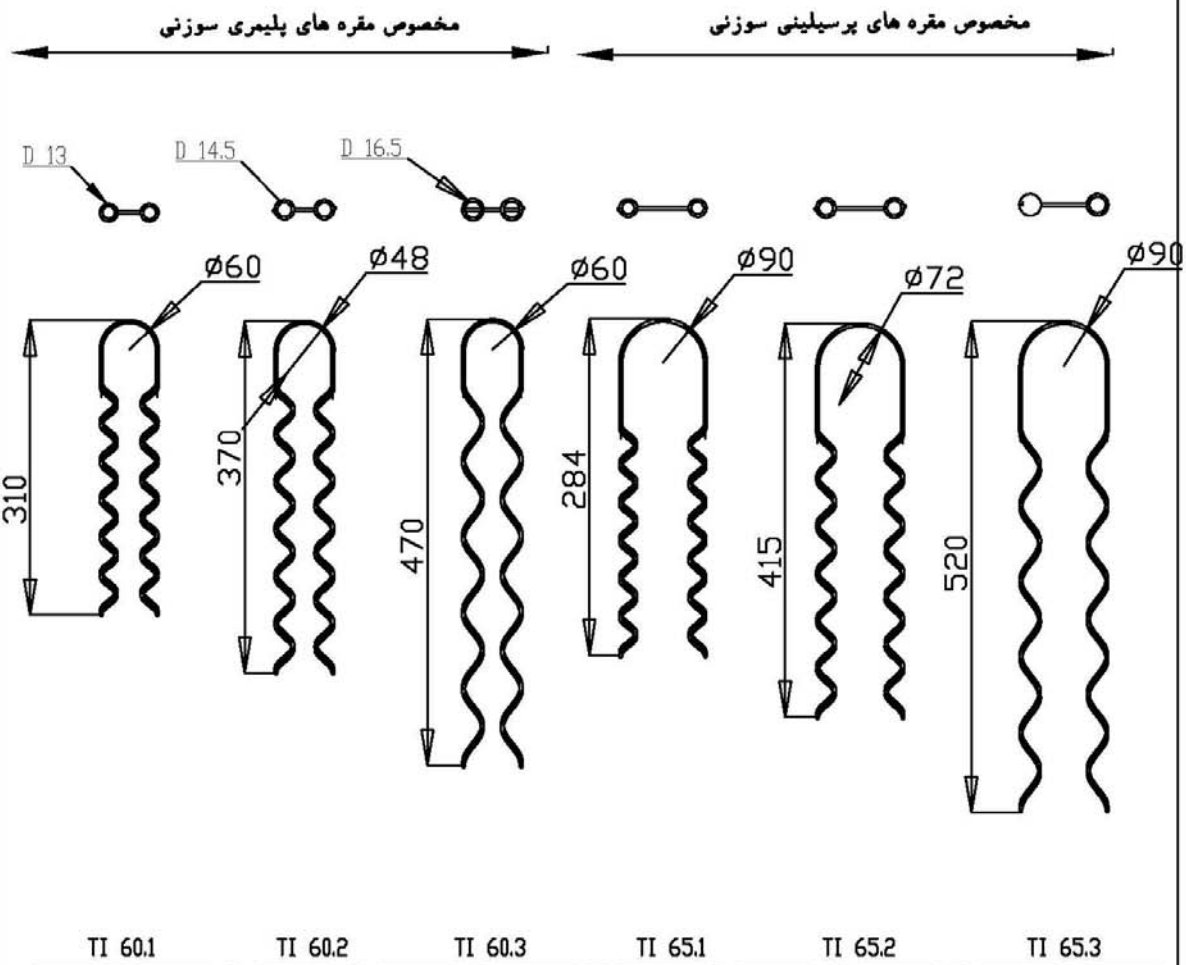 مخصوص مقره های پلیمری سوزنی
مخصوص مقره های پرسیلینی سوزنی
D 13
D 14.5
D 16.5
ø60
ø48
ø60
ø90
ø72
ø90
310
370
470
284
415
520
TI 60.1
TI 60.2
TI 60.3
TI 65.1
TI 65.2
TI 65.3